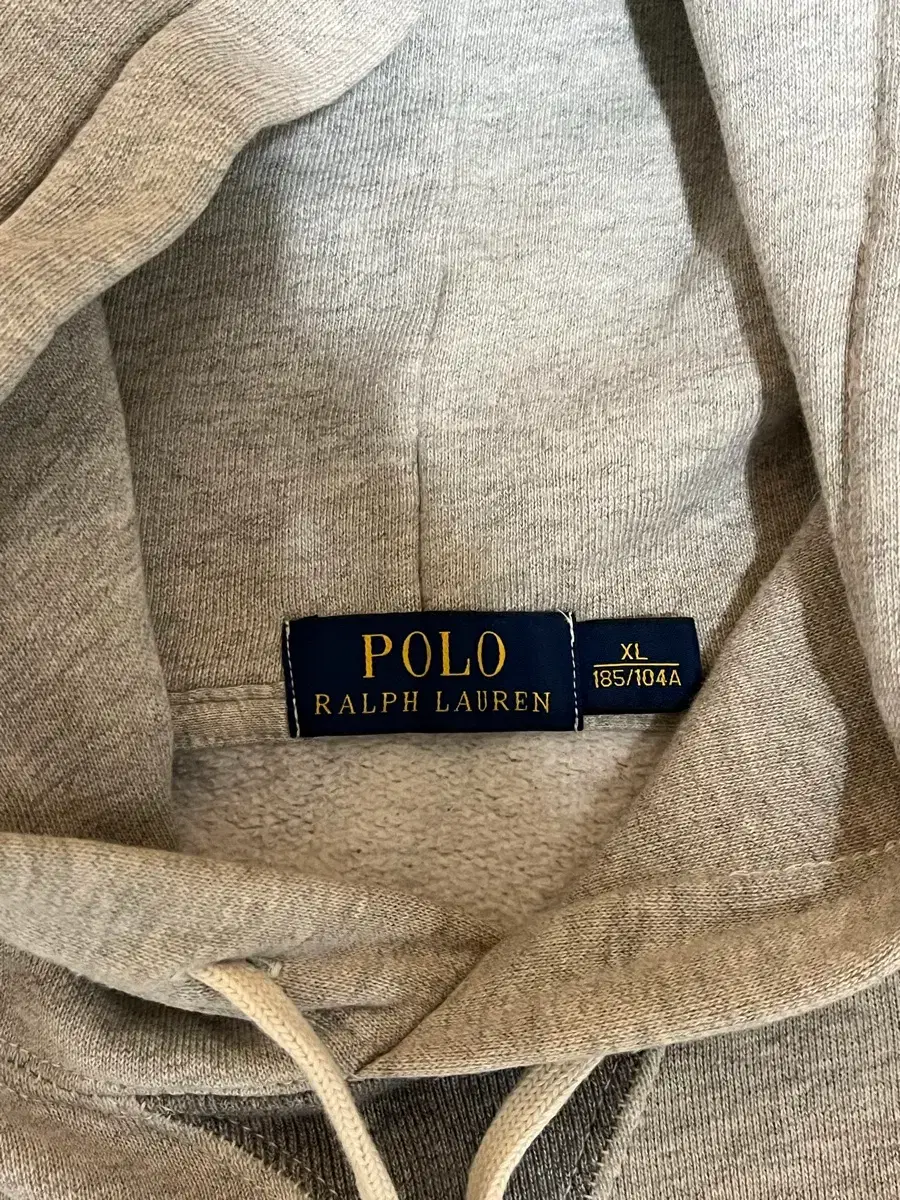 POLO
RALPH LAUREN
XL
185/104A